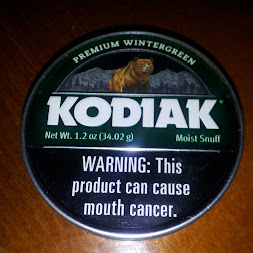 PREMIUM WINTERGREEN
KODIAK
Net Wt. 1.2 oz (34.02 g) Moist Snuff
WARNING: This
product can cause
mouth cancer.